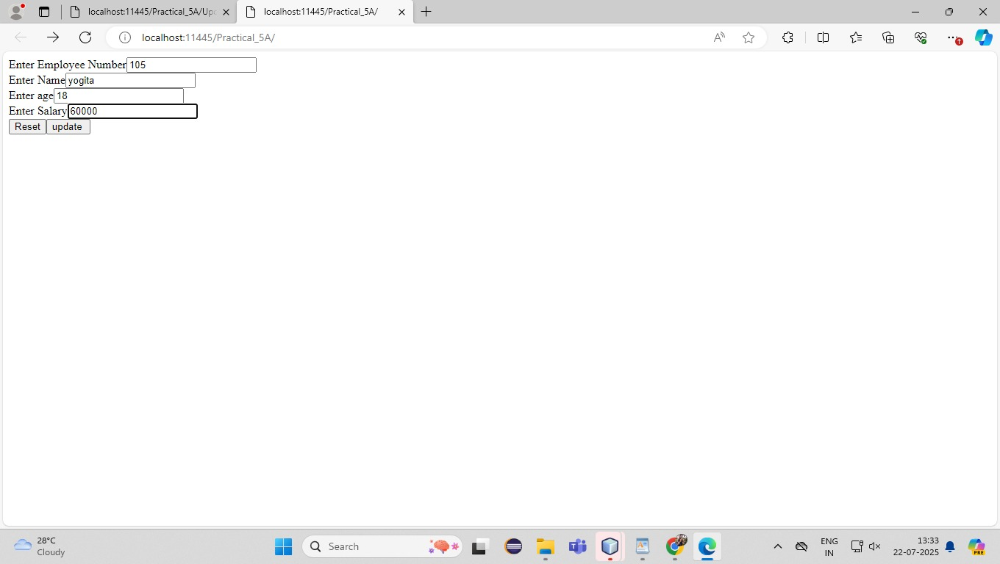 localhost:11445/Practical_5A/Up
localhost:11445/Practical_5A/
localhost:11445/Practical_5A/
Enter Employee Number 105
Enter Name yogita
Enter age 18
Enter Salary 60000
Reset update
28°C
Cloudy
Search
ENG
IN
13:33
22-07-2025
PRE